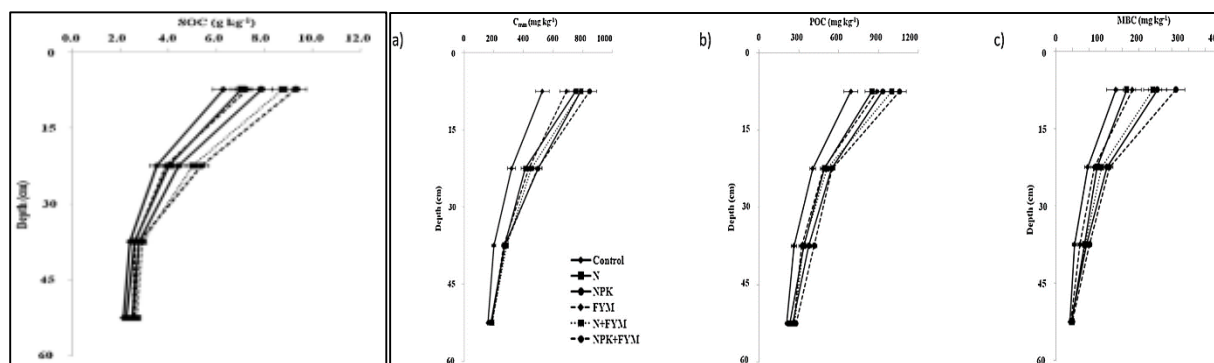 SOC (g kg-1)
0.0 2.0 4.0 6.0 8.0 10.0 12.0
0
15
30
45
60
Depth (cm)
a)
Cmin (mg kg-1)
0 200 400 600 800 1000
0
15
30
45
60
Depth (cm)
Control
N
NPK
FYM
N+FYM
NPK+FYM
b)
POC (mg kg-1)
0 300 600 900 1200
0
15
30
45
60
Depth (cm)
c)
MBC (mg kg-1)
0 100 200 300
0
15
30
45
60
Depth (cm)